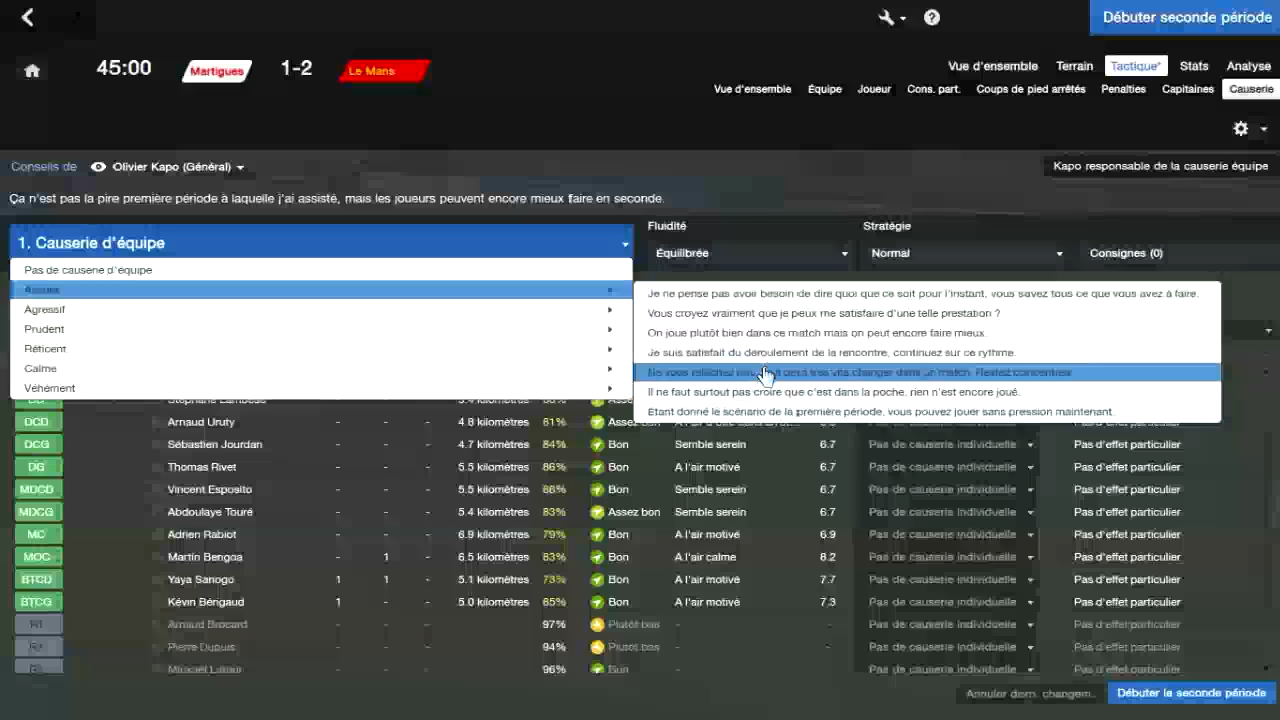 Débuter seconde période
45:00 Martigues 1-2 Le Mans
Vue d'ensemble Terrain Tactique* Stats Analyse
Vue d'ensemble Équipe Joueur Cons. part. Coups de pied arrêtés Penalties Capitaines Causerie
Conseils de Olivier Kapo (Général) Kapo responsable de la causerie équipe
Ça n'est pas la pire première période à laquelle j'ai assisté, mais les joueurs peuvent encore mieux faire en seconde.
Fluidité Stratégie
1. Causerie d'équipe
Équilibrée Normal Consignes (0)
Pas de causerie d'équipe
Agressif
Prudent
Réticent
Calme
Véhément
Je ne pense pas avoir besoin de dire quoi que ce soit pour l'instant, vous savez tous ce que vous avez à faire.
Vous croyez vraiment que je peux me satisfaire d'une telle prestation ?
On joue plutôt bien dans ce match mais on peut encore faire mieux.
Je suis satisfait du déroulement de la rencontre, continuez sur ce rythme.
très vite changer dans un match. Restez concentrés.
Il ne faut surtout pas croire que c'est dans la poche, rien n'est encore joué.
Etant donné le scénario de la première période, vous pouvez jouer sans pression maintenant.
DCD Arnaud Uruty - - - 4.8 kilomètres 81%
DCG Sébastien Jourdan - - - 4.7 kilomètres 84% Bon Semble serein 6.7 Pas de causerie individuelle Pas d'effet particulier
DG Thomas Rivet - - - 5.5 kilomètres 86% Bon A l'air motivé 6.7 Pas de causerie individuelle Pas d'effet particulier
MDCD Vincent Esposito - - - 5.5 kilomètres 86% Bon Semble serein 6.7 Pas de causerie individuelle Pas d'effet particulier
MDCG Abdoulaye Touré - - - 5.4 kilomètres 83% Assez bon Semble serein 6.7 Pas de causerie individuelle Pas d'effet particulier
MC Adrien Rabiot - - - 6.9 kilomètres 79% Bon A l'air motivé 6.9 Pas de causerie individuelle Pas d'effet particulier
MOC Martin Bengoa - 1 - 6.5 kilomètres 83% Bon A l'air calme 8.2 Pas de causerie individuelle Pas d'effet particulier
BTCD Yaya Sanogo 1 1 - 5.1 kilomètres 73% Bon A l'air motivé 7.7 Pas de causerie individuelle Pas d'effet particulier
BTCG Kévin Bérigaud 1 - - 5.0 kilomètres 85% Bon A l'air motivé 7.3 Pas de causerie individuelle Pas d'effet particulier
R1 Arnaud Brocard 97% Plutôt bas - - Pas de causerie individuelle Pas d'effet particulier
R2 Pierre Dupuis 94% Plutôt bas - - Pas de causerie individuelle Pas d'effet particulier
96% Bon Pas de causerie individuelle Pas d'effet particulier
Annuler dern. changem... Débuter la seconde période